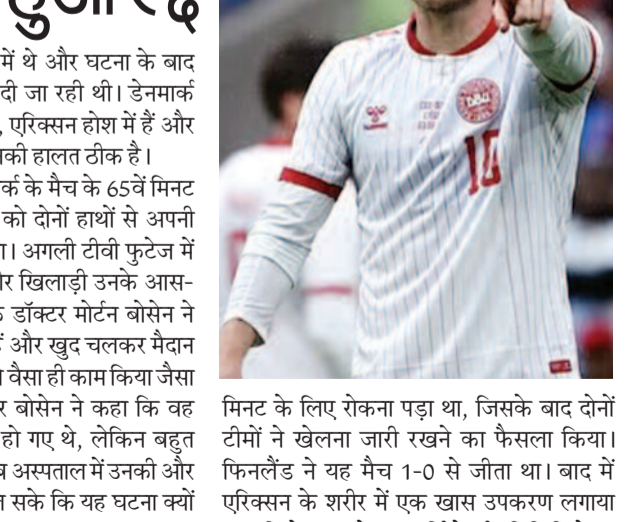 हुआ रद्द
में थे और घटना के बाद
दी जा रही थी। डेनमार्क
, एरिक्सन होश में हैं और
की हालत ठीक है।
के मैच के 65वें मिनट
को दोनों हाथों से अपनी
। अगली टीवी फुटेज में
खिलाड़ी उनके आस-
डॉक्टर मोर्टन बोसेन ने
और खुद चलकर मैदान
वैसा ही काम किया जैसा
बोसेन ने कहा कि वह
हो गए थे, लेकिन बहुत
अस्पताल में उनकी और
सके कि यह घटना क्यों
10
मिनट के लिए रोकना पड़ा था, जिसके बाद दोनों
टीमों ने खेलना जारी रखने का फैसला किया।
फिनलैंड ने यह मैच 1-0 से जीता था। बाद में
एरिक्सन के शरीर में एक खास उपकरण लगाया